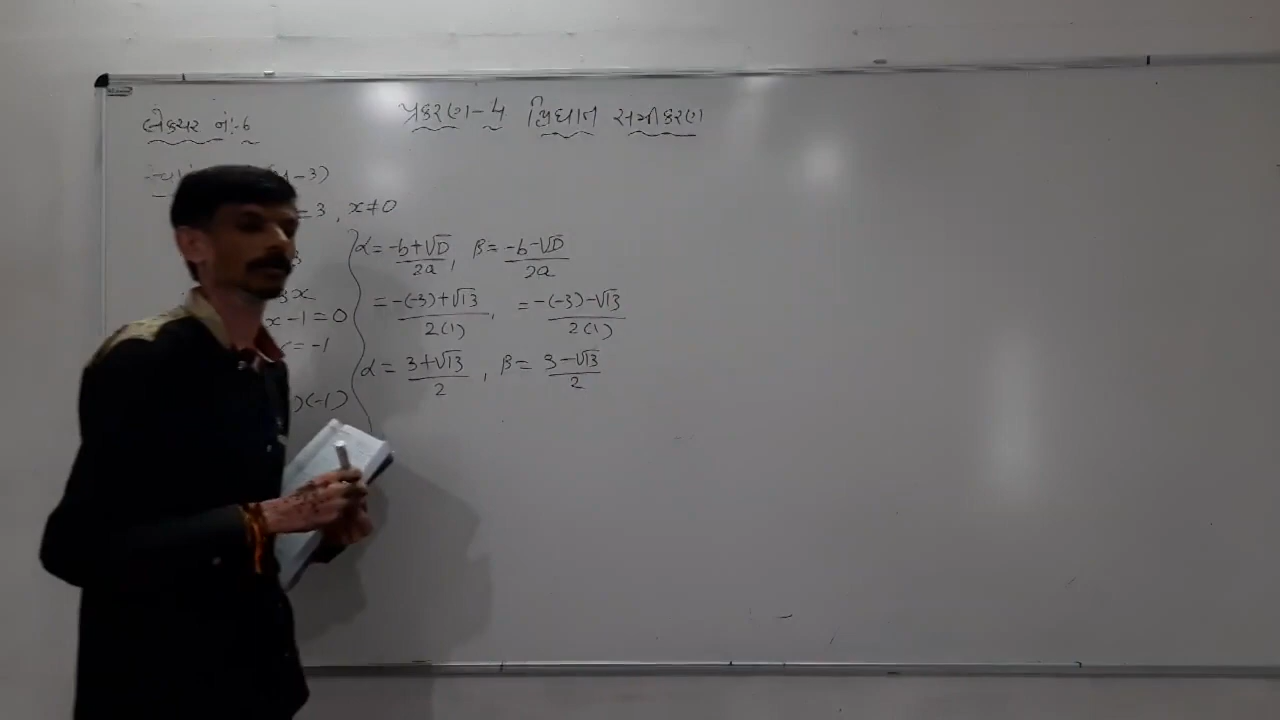 પ્રકરણ-4 દ્વિઘાત સમીકરણ
લેક્ચર નં:-6
-3)
=3, x≠0
3x
x-1=0
=-1
)(-1)
α = -b+√D / 2a, β = -b-√D / 2a
= -(-3)+√13 / 2(1), = -(-3)-√13 / 2(1)
α = 3+√13 / 2, β = 3-√13 / 2